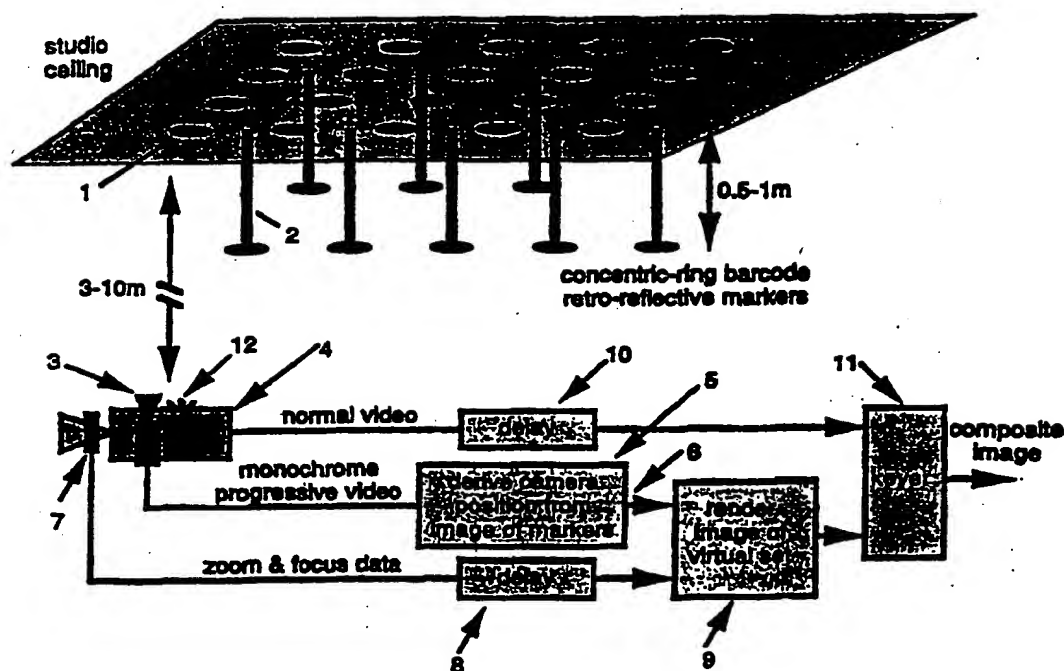 studio
ceiling
1
2
0.5-1m
concentric-ring barcode
retro-reflective markers
3-10m
3
12
4
10
5
11
normal video
delay
composite
image
monochrome
progressive video
6
derive camera
position from
image of markers
render
image of
virtual set
7
zoom & focus data
delay
8
9